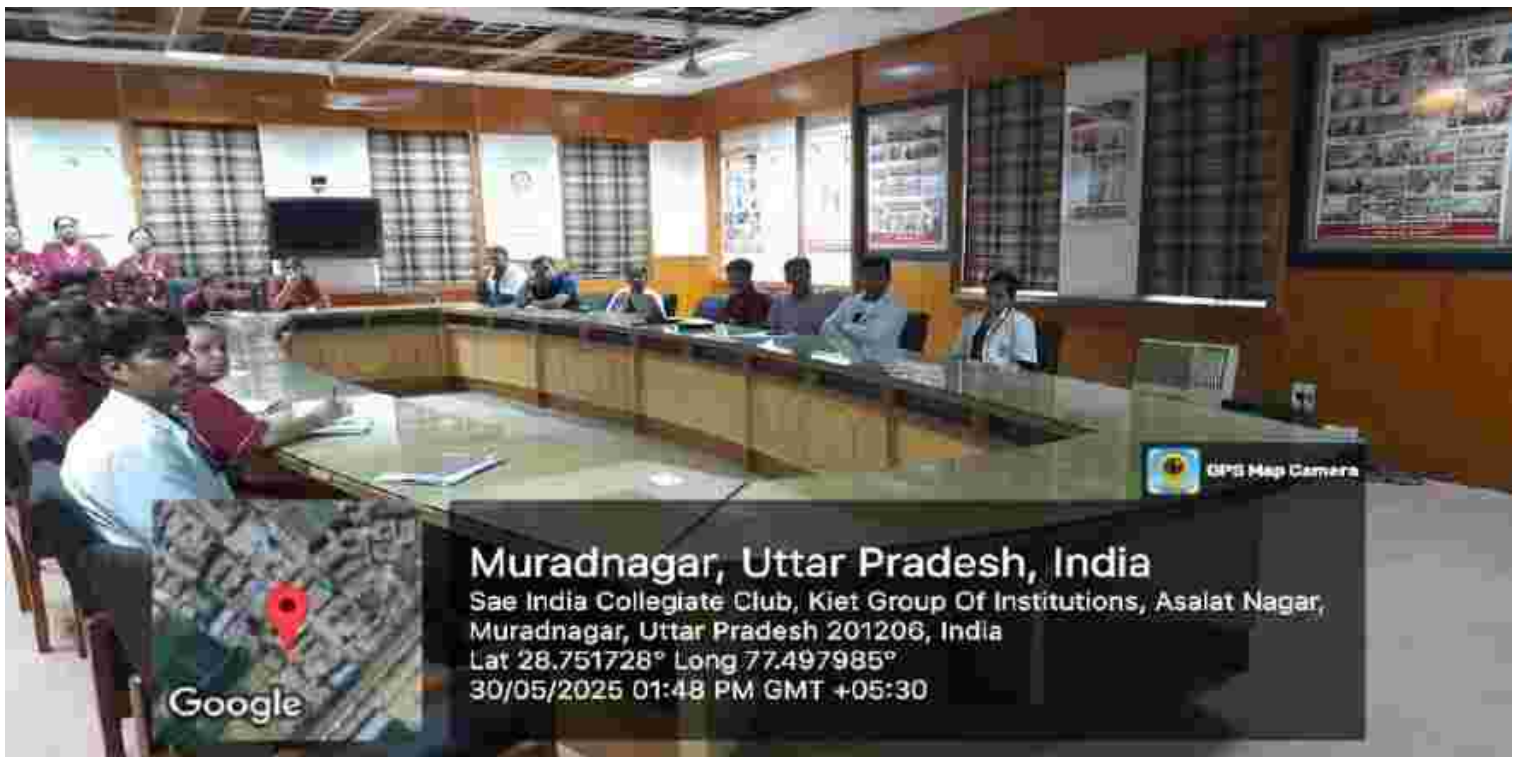 GPS Map Camera
Muradnagar, Uttar Pradesh, India
Sae India Collegiate Club, Kiet Group Of Institutions, Asalat Nagar,
Muradnagar, Uttar Pradesh 201206, India
Lat 28.751728° Long 77.497985°
30/05/2025 01:48 PM GMT +05:30
Google